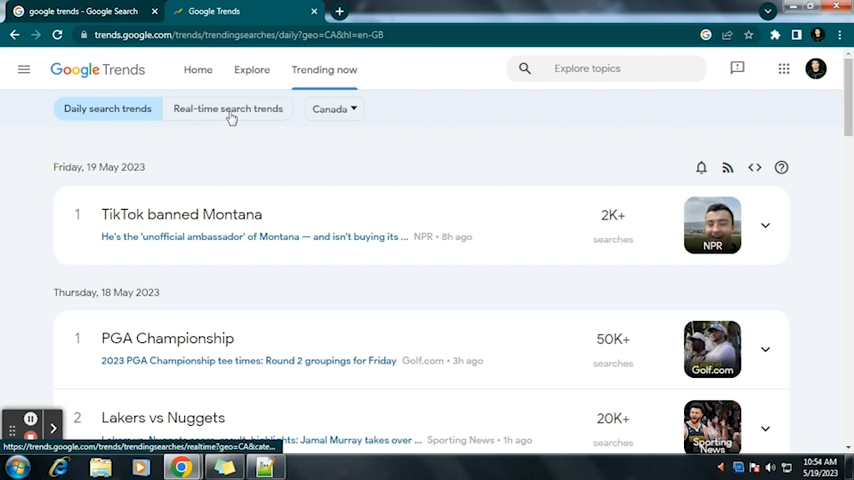 google trends - Google Search
Google Trends
trends.google.com/trends/trendingsearches/daily?geo=CA&hl=en-GB
Google Trends
Home
Explore
Trending now
Explore topics
Daily search trends
Real-time search trends
Canada
Friday, 19 May 2023
1
TikTok banned Montana
He's the 'unofficial ambassador' of Montana — and isn't buying its ...
NPR • 8h ago
2K+
searches
NPR
Thursday, 18 May 2023
1
PGA Championship
2023 PGA Championship tee times: Round 2 groupings for Friday
Golf.com • 3h ago
50K+
searches
Golf.com
2
Lakers vs Nuggets
Lakers vs. Nuggets score, result, highlights: Jamal Murray takes over ...
Sporting News • 1h ago
20K+
searches
Sporting
News
https://trends.google.com/trends/trendingsearches/realtime?geo=CA&cate...
10:54 AM
5/19/2023